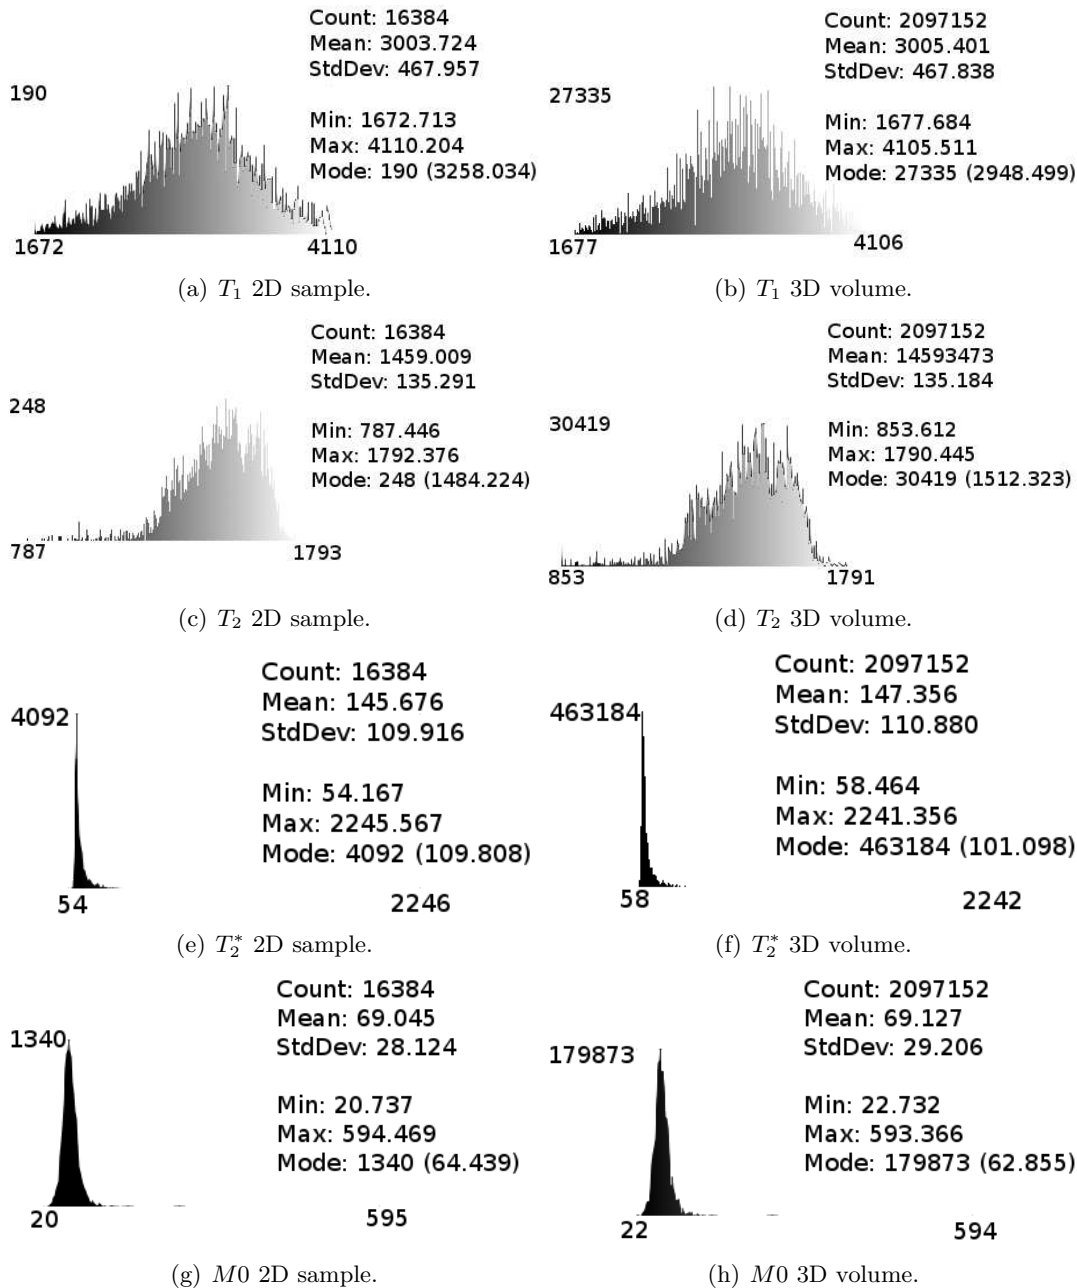 Count: 16384
Mean: 3003.724
StdDev: 467.957
190
Min: 1672.713
Max: 4110.204
Mode: 190 (3258.034)
1672
4110
(a) T₁ 2D sample.
Count: 2097152
Mean: 3005.401
StdDev: 467.838
27335
Min: 1677.684
Max: 4105.511
Mode: 27335 (2948.499)
1677
4106
(b) T₁ 3D volume.
Count: 16384
Mean: 1459.009
StdDev: 135.291
248
Min: 787.446
Max: 1792.376
Mode: 248 (1484.224)
787
1793
(c) T₂ 2D sample.
Count: 2097152
Mean: 14593473
StdDev: 135.184
30419
Min: 853.612
Max: 1790.445
Mode: 30419 (1512.323)
853
1791
(d) T₂ 3D volume.
Count: 16384
Mean: 145.676
StdDev: 109.916
4092
Min: 54.167
Max: 2245.567
Mode: 4092 (109.808)
54
2246
(e) T₂* 2D sample.
Count: 2097152
Mean: 147.356
StdDev: 110.880
463184
Min: 58.464
Max: 2241.356
Mode: 463184 (101.098)
58
2242
(f) T₂* 3D volume.
Count: 16384
Mean: 69.045
StdDev: 28.124
1340
Min: 20.737
Max: 594.469
Mode: 1340 (64.439)
20
595
(g) M0 2D sample.
Count: 2097152
Mean: 69.127
StdDev: 29.206
179873
Min: 22.732
Max: 593.366
Mode: 179873 (62.855)
22
594
(h) M0 3D volume.